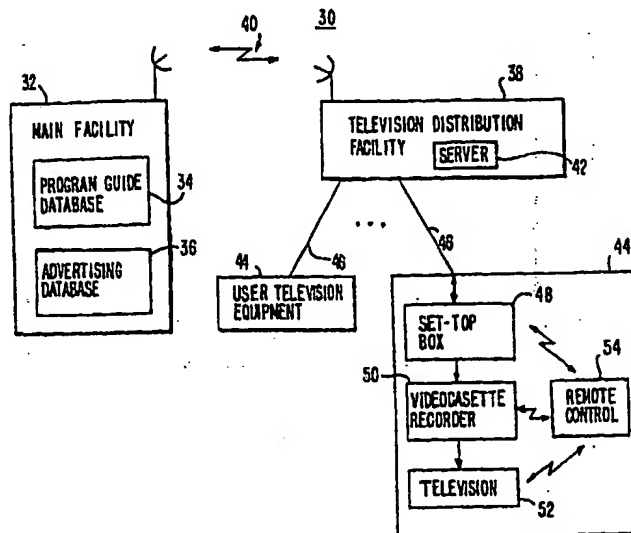 40
30
32
38
MAIN FACILITY
PROGRAM GUIDE
DATABASE
34
ADVERTISING
DATABASE
36
TELEVISION DISTRIBUTION
FACILITY
SERVER
42
46
46
44
USER TELEVISION
EQUIPMENT
44
48
SET-TOP
BOX
50
VIDEOCASETTE
RECORDER
54
REMOTE
CONTROL
TELEVISION
52